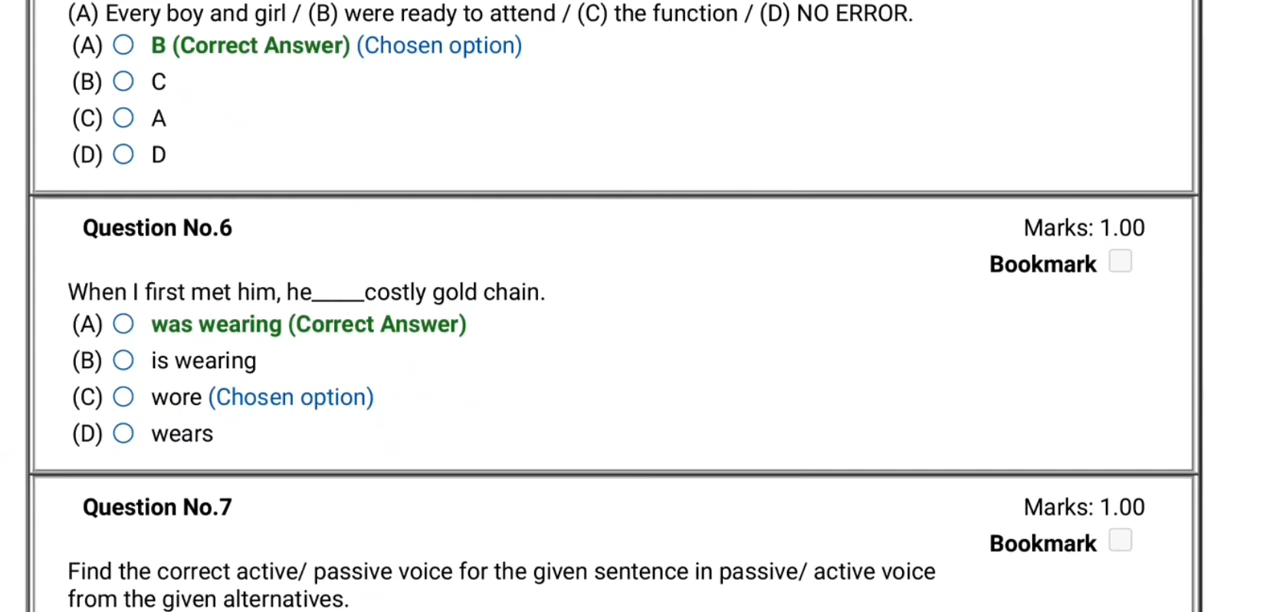 (A) Every boy and girl / (B) were ready to attend / (C) the function / (D) NO ERROR.
(A) B (Correct Answer) (Chosen option)
(B) C
(C) A
(D) D
Question No.6 Marks: 1.00
Bookmark
When I first met him, he_____costly gold chain.
(A) was wearing (Correct Answer)
(B) is wearing
(C) wore (Chosen option)
(D) wears
Question No.7 Marks: 1.00
Bookmark
Find the correct active/ passive voice for the given sentence in passive/ active voice
from the given alternatives.